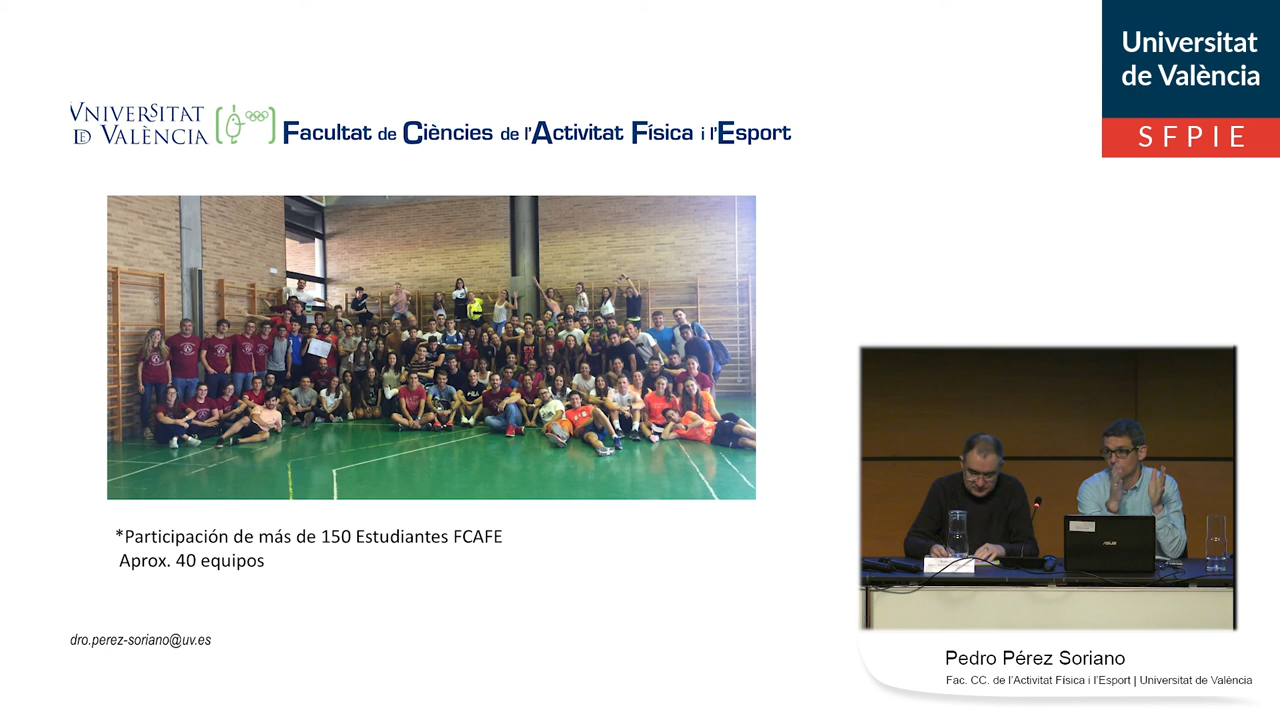 VNIVERSITAT
DE VALÈNCIA
Facultat de Ciències de l'Activitat Física i l'Esport
Universitat
de València
SFPIE
*Participación de más de 150 Estudiantes FCAFE
Aprox. 40 equipos
dro.perez-soriano@uv.es
ASUS
Pedro Pérez Soriano
Fac. CC. de l'Activitat Física i l'Esport | Universitat de València